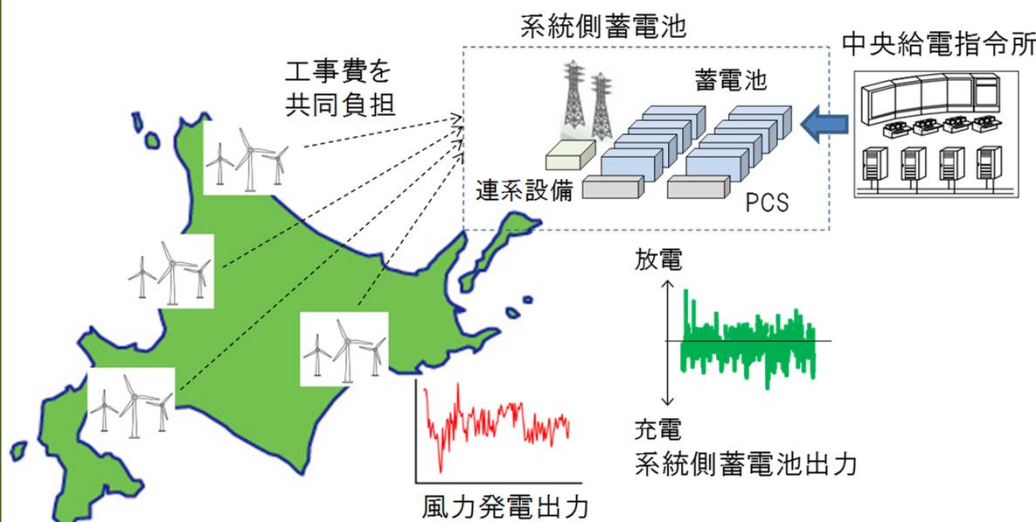 系統側蓄電池
中央給電指令所
工事費を
共同負担
蓄電池
連系設備
PCS
放電
充電
系統側蓄電池出力
風力発電出力